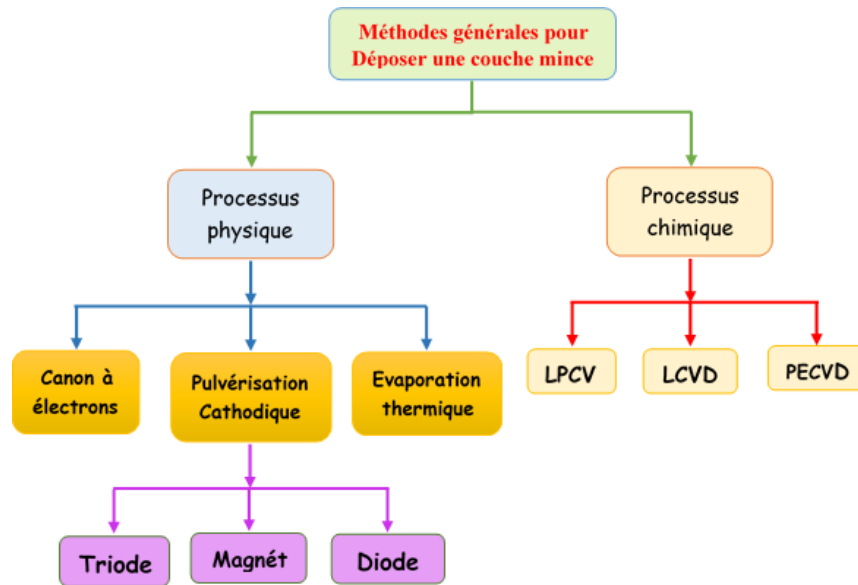 Méthodes générales pour
Déposer une couche mince
Processus
physique
Processus
chimique
Canon à
électrons
Pulvérisation
Cathodique
Evaporation
thermique
LPCV
LCVD
PECVD
Triode
Magnét
Diode